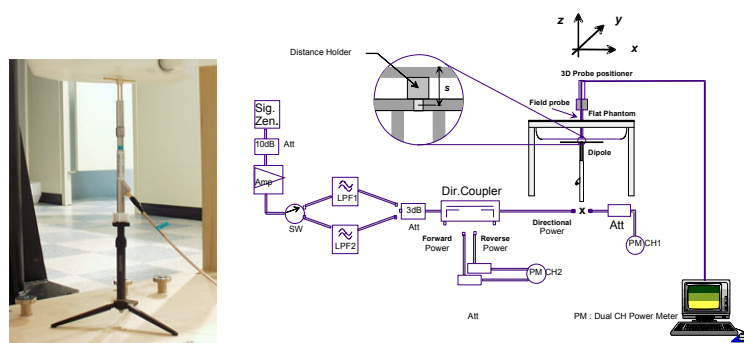 z
y
x
Distance Holder
s
3D Probe positioner
Field probe
Flat Phantom
Dipole
Sig.
Zen.
10dB
Att
Amp
SW
LPF1
LPF2
3dB
Att
Dir.Coupler
Forward
Power
Reverse
Power
Directional
Power
x
Att
PM CH1
PM CH2
Att
PM : Dual CH Power Meter